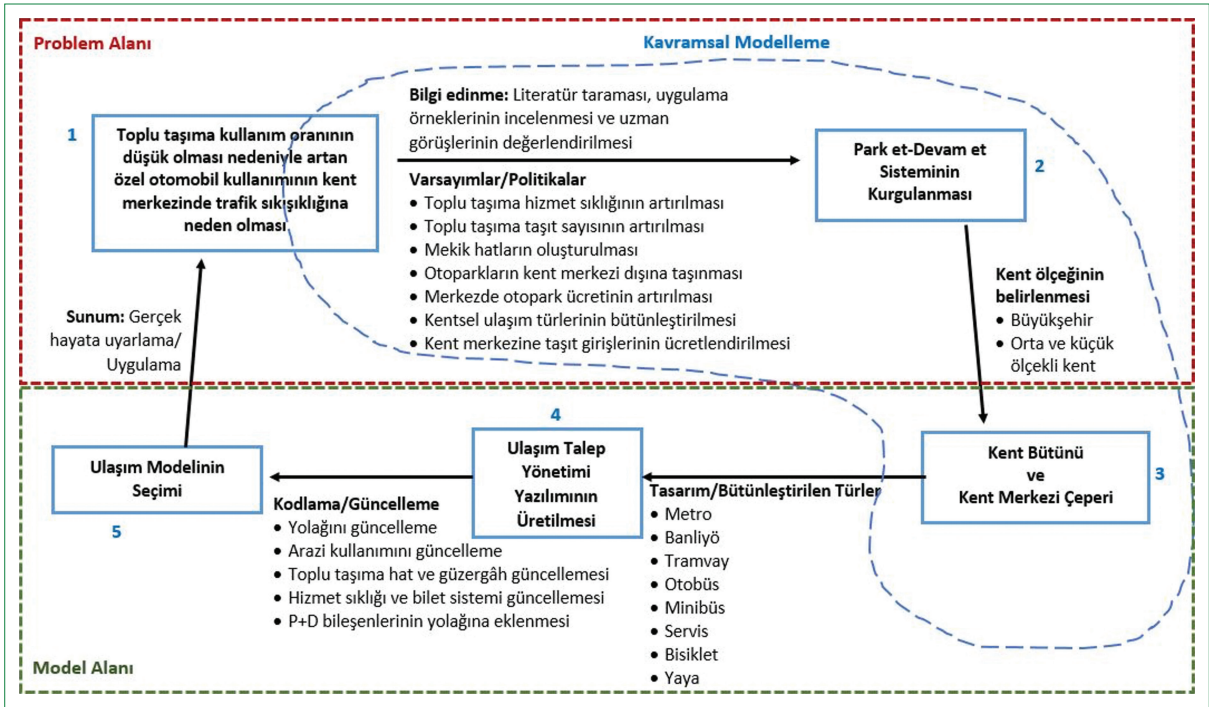 Problem Alanı
Kavramsal Modelleme
1
Toplu taşıma kullanım oranının
düşük olması nedeniyle artan
özel otomobil kullanımının kent
merkezinde trafik sıkışıklığına
neden olması
Bilgi edinme: Literatür taraması, uygulama
örneklerinin incelenmesi ve uzman
görüşlerinin değerlendirilmesi
Varsayımlar/Politikalar
• Toplu taşıma hizmet sıklığının artırılması
• Toplu taşıma taşıt sayısının artırılması
• Mekik hatların oluşturulması
• Otoparkların kent merkezi dışına taşınması
• Merkezde otopark ücretinin artırılması
• Kentsel ulaşım türlerinin bütünleştirilmesi
• Kent merkezine taşıt girişlerinin ücretlendirilmesi
Park et-Devam et
Sisteminin
Kurgulanması
2
Kent ölçeğinin
belirlenmesi
• Büyükşehir
• Orta ve küçük
ölçekli kent
Kent Bütünü
ve
Kent Merkezi Çeperi
3
Tasarım/Bütünleştirilen Türler
• Metro
• Banliyö
• Tramvay
• Otobüs
• Minibüs
• Servis
• Bisiklet
• Yaya
4
Ulaşım Talep
Yönetimi
Yazılımının
Üretilmesi
Kodlama/Güncelleme
• Yolağını güncelleme
• Arazi kullanımını güncelleme
• Toplu taşıma hat ve güzergâh güncellemesi
• Hizmet sıklığı ve bilet sistemi güncellemesi
• P+D bileşenlerinin yolağına eklenmesi
Ulaşım Modelinin
Seçimi
5
Sunum: Gerçek
hayata uyarlama/
Uygulama
Model Alanı